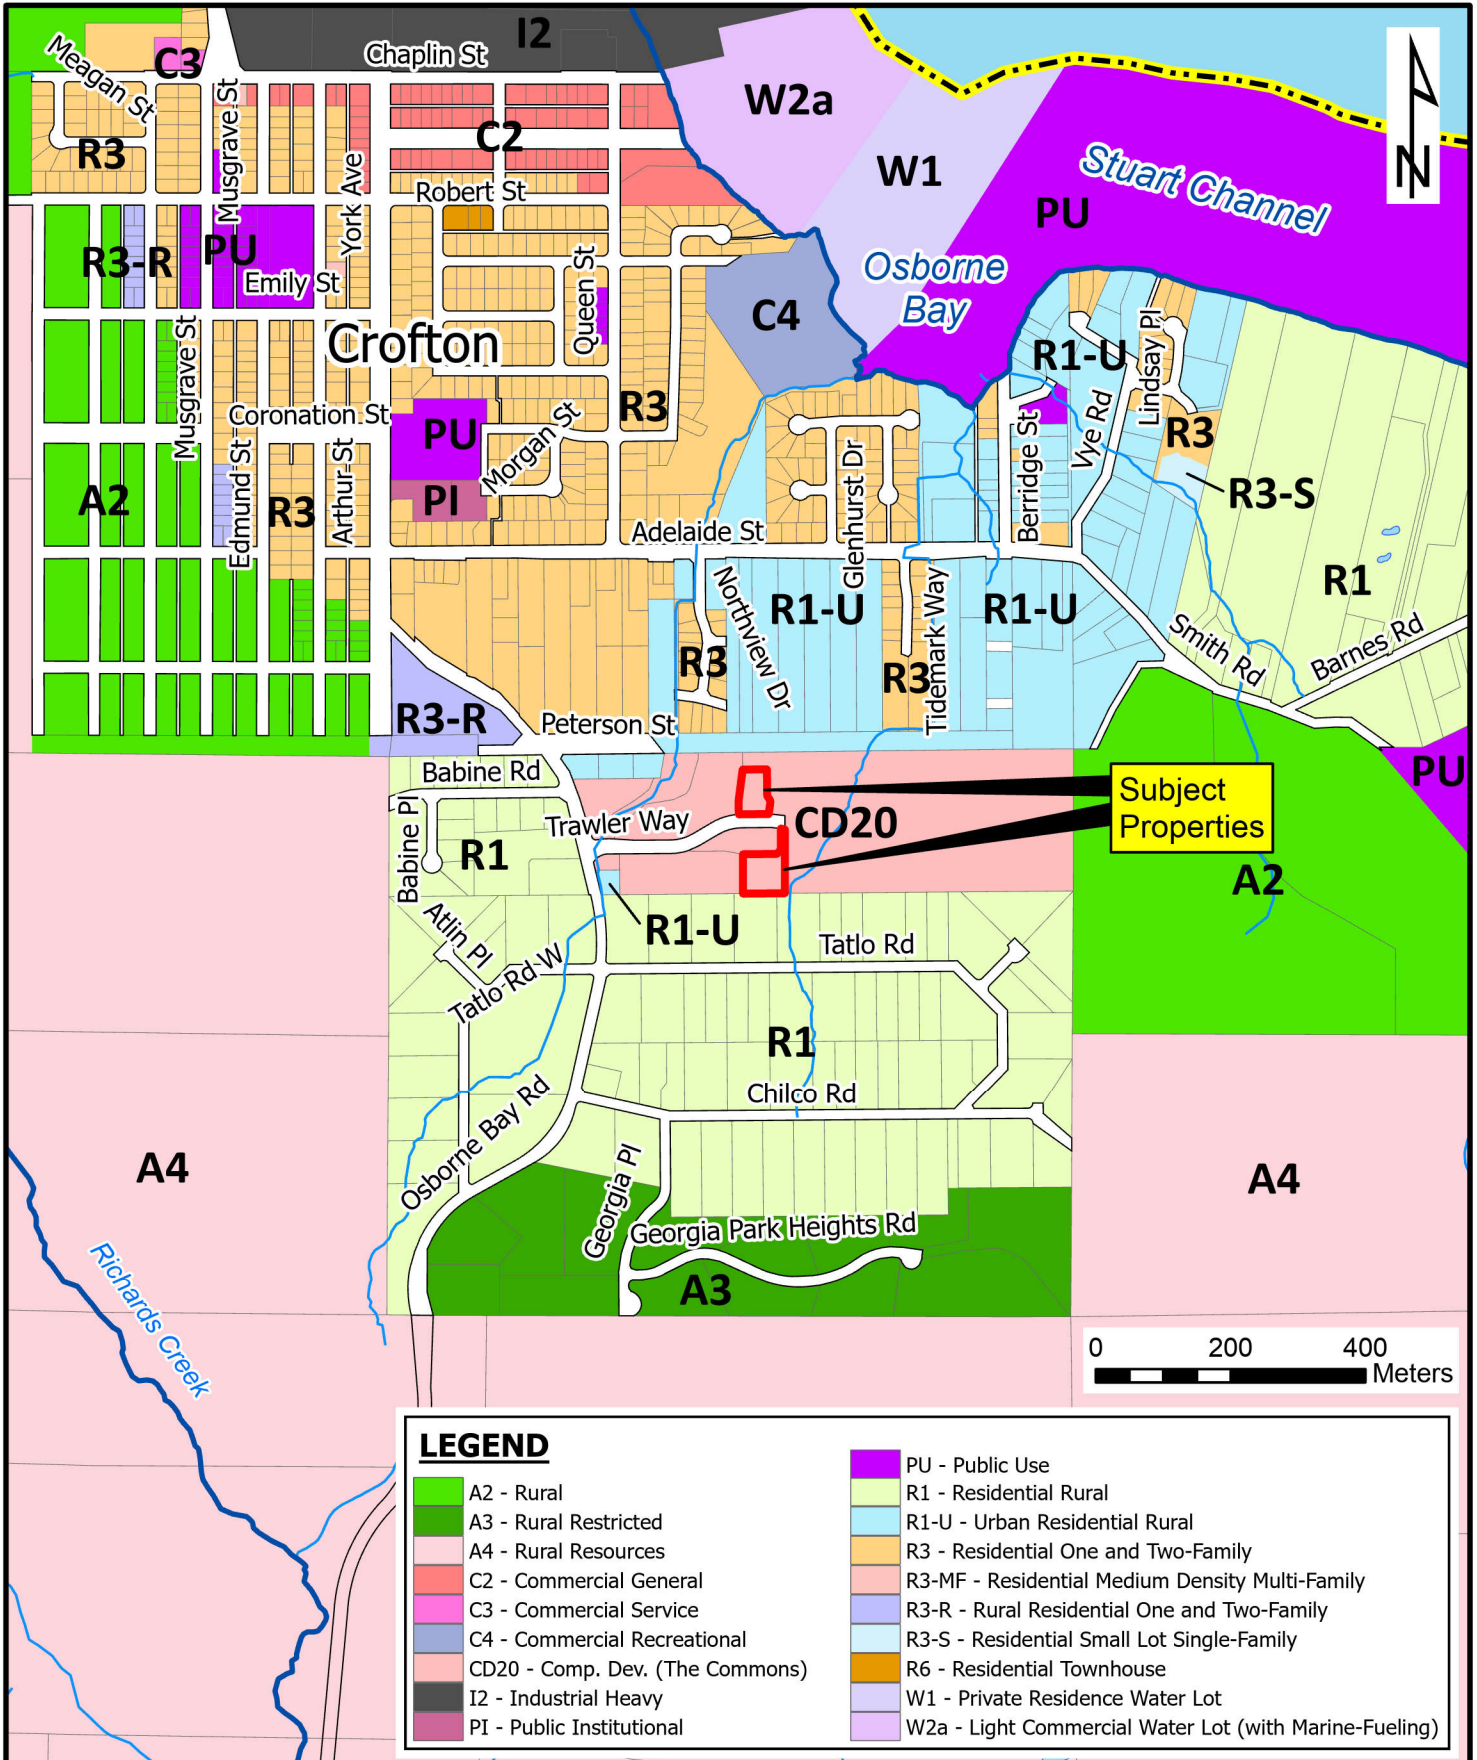 I2
Chaplin St
C3
Meagan St
Musgrave St
W2a
N
R3
C2
W1
Stuart Channel
York Ave
Robert St
PU
R3-R
PU
Emily St
Queen St
Osborne
Bay
C4
Crofton
Musgrave St
R1-U
Lindsay Pl
Coronation St
R3
PU
Morgan St
Vye Rd
R3
Glenhurst Dr
Berridge St
A2
Edmund St
R3
Arthur St
PI
R3-S
Adelaide St
Northview Dr
R1-U
Tidemark Way
R1-U
R1
Smith Rd
Barnes Rd
R3
R3
R3-R
Peterson St
Babine Rd
PU
Subject
Properties
Babine Pl
Trawler Way
CD20
R1
A2
Atlin Pl
R1-U
Tatlo Rd
Tatlo Rd W
R1
Chilco Rd
Osborne Bay Rd
A4
A4
Georgia Pl
Georgia Park Heights Rd
A3
Richards Creek
0 200 400
Meters
LEGEND
A2 - Rural
A3 - Rural Restricted
A4 - Rural Resources
C2 - Commercial General
C3 - Commercial Service
C4 - Commercial Recreational
CD20 - Comp. Dev. (The Commons)
I2 - Industrial Heavy
PI - Public Institutional
PU - Public Use
R1 - Residential Rural
R1-U - Urban Residential Rural
R3 - Residential One and Two-Family
R3-MF - Residential Medium Density Multi-Family
R3-R - Rural Residential One and Two-Family
R3-S - Residential Small Lot Single-Family
R6 - Residential Townhouse
W1 - Private Residence Water Lot
W2a - Light Commercial Water Lot (with Marine-Fueling)